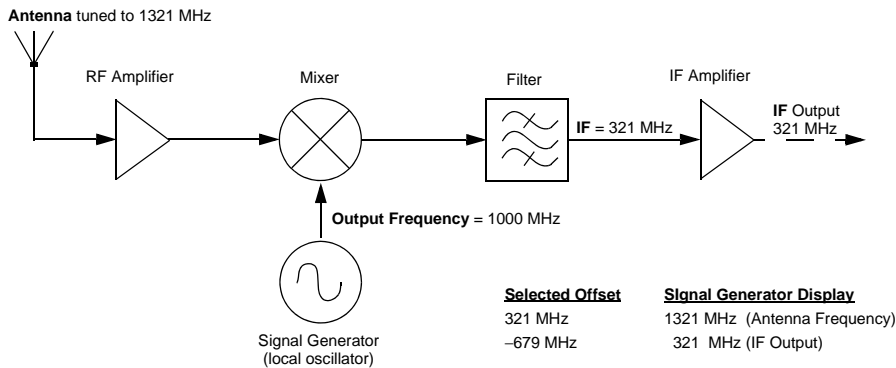 Antenna tuned to 1321 MHz
RF Amplifier
Mixer
Filter
IF Amplifier
IF = 321 MHz
IF Output
321 MHz
Output Frequency = 1000 MHz
Signal Generator
(local oscillator)
Selected Offset SIgnal Generator Display
321 MHz 1321 MHz (Antenna Frequency)
–679 MHz 321 MHz (IF Output)